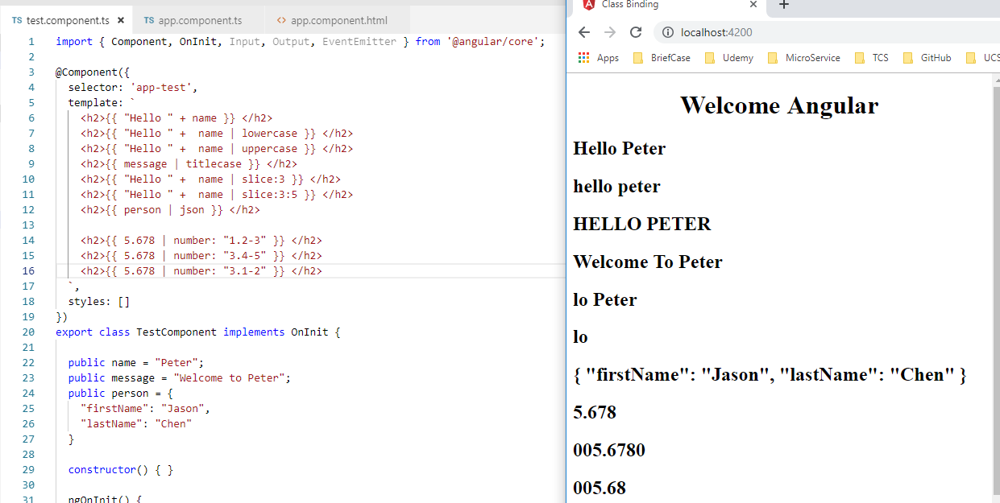 TS test.component.ts × TS app.component.ts <> app.component.html
1 import { Component, OnInit, Input, Output, EventEmitter } from '@angular/core';
2
3 @Component({
4 selector: 'app-test',
5 template: `
6 <h2>{{ "Hello " + name }} </h2>
7 <h2>{{ "Hello " +  name | lowercase }} </h2>
8 <h2>{{ "Hello " +  name | uppercase }} </h2>
9 <h2>{{ message | titlecase }} </h2>
10 <h2>{{ "Hello " +  name | slice:3 }} </h2>
11 <h2>{{ "Hello " +  name | slice:3:5 }} </h2>
12 <h2>{{ person | json }} </h2>
13
14 <h2>{{ 5.678 | number: "1.2-3" }} </h2>
15 <h2>{{ 5.678 | number: "3.4-5" }} </h2>
16 <h2>{{ 5.678 | number: "3.1-2" }} </h2>
17 `,
18 styles: []
19 })
20 export class TestComponent implements OnInit {
21
22 public name = "Peter";
23 public message = "Welcome to Peter";
24 public person = {
25 "firstName": "Jason",
26 "lastName": "Chen"
27 }
28
29 constructor() { }
30
31 ngOnInit() {
Class Binding × +
localhost:4200
Apps BriefCase Udemy MicroService TCS GitHub UCS
Welcome Angular
Hello Peter
hello peter
HELLO PETER
Welcome To Peter
lo Peter
lo
{ "firstName": "Jason", "lastName": "Chen" }
5.678
005.6780
005.68